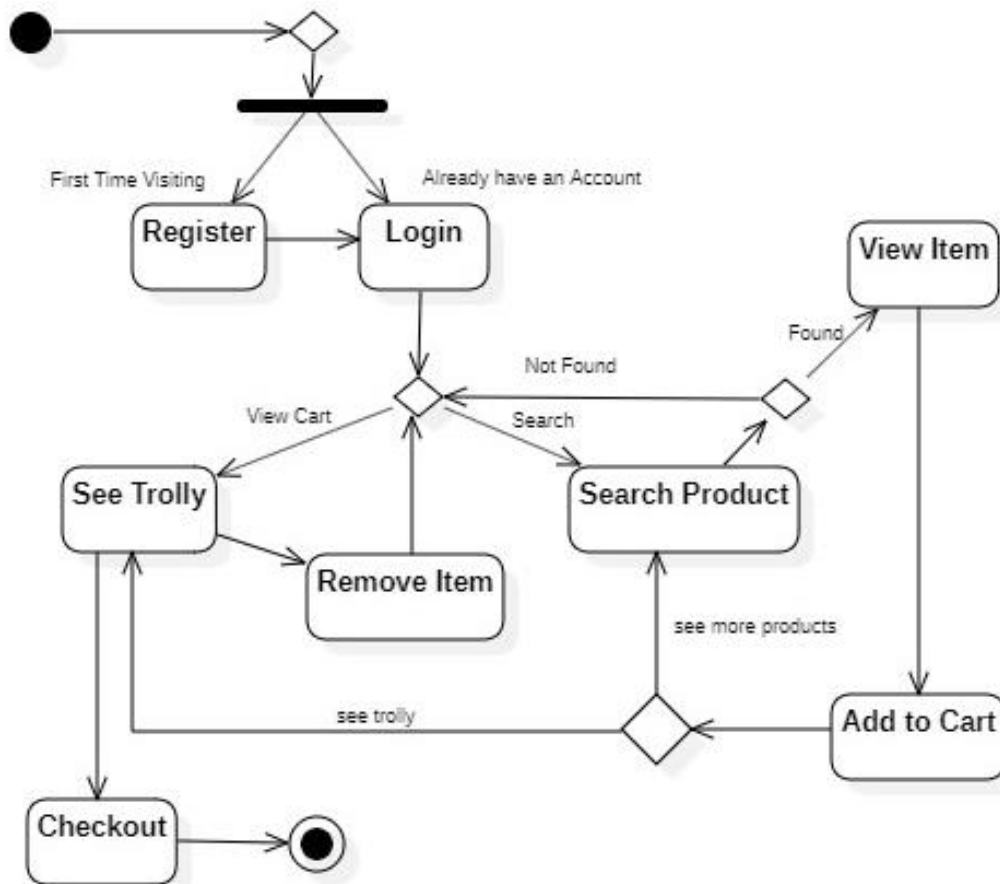 First Time Visiting
Already have an Account
Register
Login
View Item
Found
Not Found
View Cart
Search
See Trolly
Search Product
Remove Item
see more products
see trolly
Add to Cart
Checkout